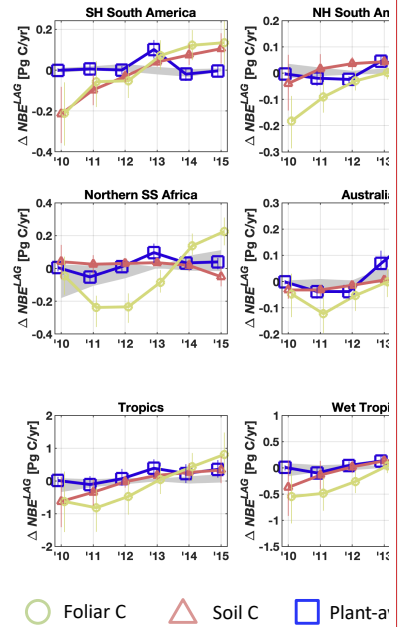 SH South America
NH South Am
0.2
0
-0.2
-0.4
Δ NBE^LAG [Pg C/yr]
'10 '11 '12 '13 '14 '15
0.2
0.1
0
-0.1
-0.2
-0.3
Δ NBE^LAG [Pg C/yr]
'10 '11 '12 '13
Northern SS Africa
Australia
0.4
0.2
0
-0.2
-0.4
Δ NBE^LAG [Pg C/yr]
'10 '11 '12 '13 '14 '15
0.3
0.2
0.1
0
-0.1
-0.2
Δ NBE^LAG [Pg C/yr]
'10 '11 '12 '13
Tropics
Wet Tropi
2
1
0
-1
-2
Δ NBE^LAG [Pg C/yr]
'10 '11 '12 '13 '14 '15
1
0.5
0
-0.5
-1
-1.5
Δ NBE^LAG [Pg C/yr]
'10 '11 '12 '13
Foliar C Soil C Plant-av